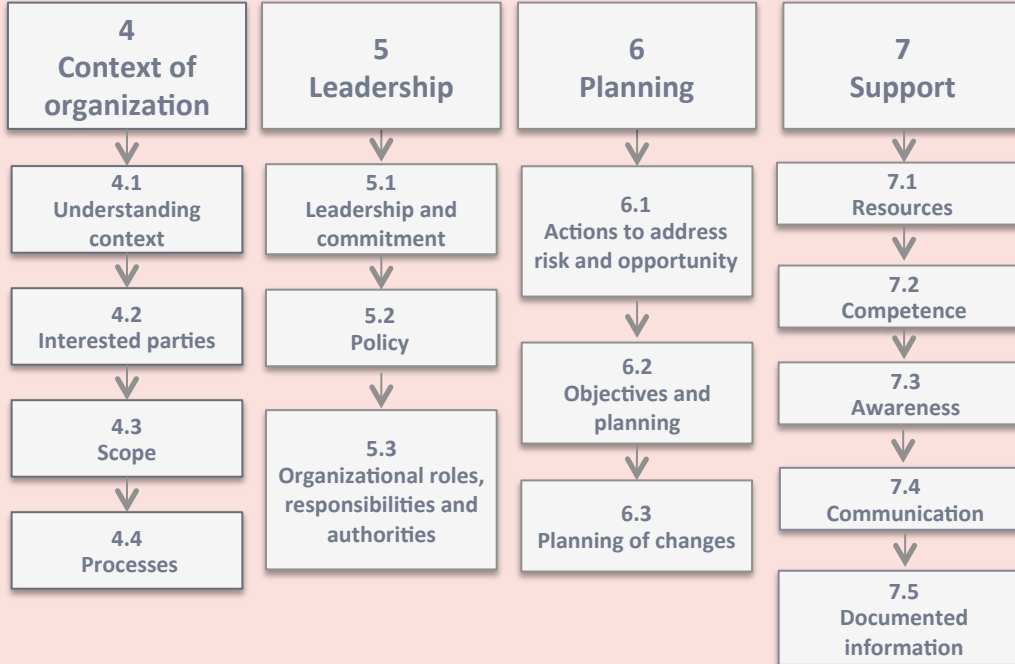 4
Context of
organization
4.1
Understanding
context
4.2
Interested parties
4.3
Scope
4.4
Processes
5
Leadership
5.1
Leadership and
commitment
5.2
Policy
5.3
Organizational roles,
responsibilities and
authorities
6
Planning
6.1
Actions to address
risk and opportunity
6.2
Objectives and
planning
6.3
Planning of changes
7
Support
7.1
Resources
7.2
Competence
7.3
Awareness
7.4
Communication
7.5
Documented
information